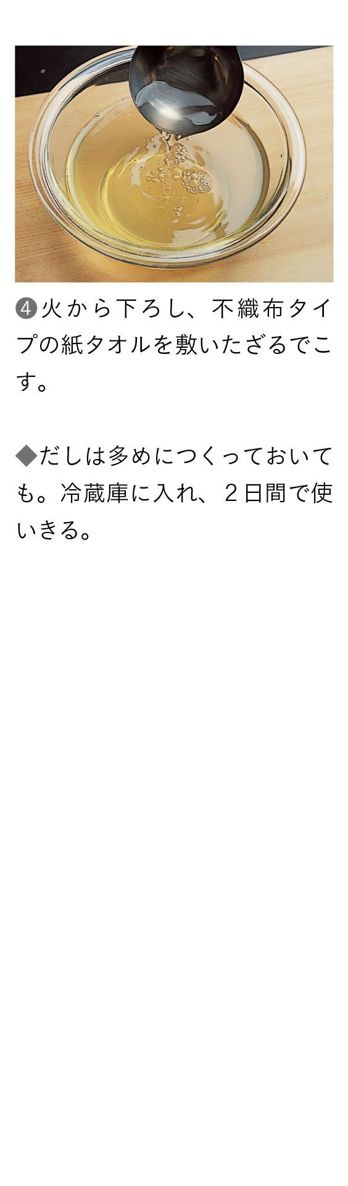 ❹火から下ろし、不織布タイ
プの紙タオルを敷いたざるでこ
す。
◆だしは多めにつくっておいて
も。冷蔵庫に入れ、２日間で使
いきる。